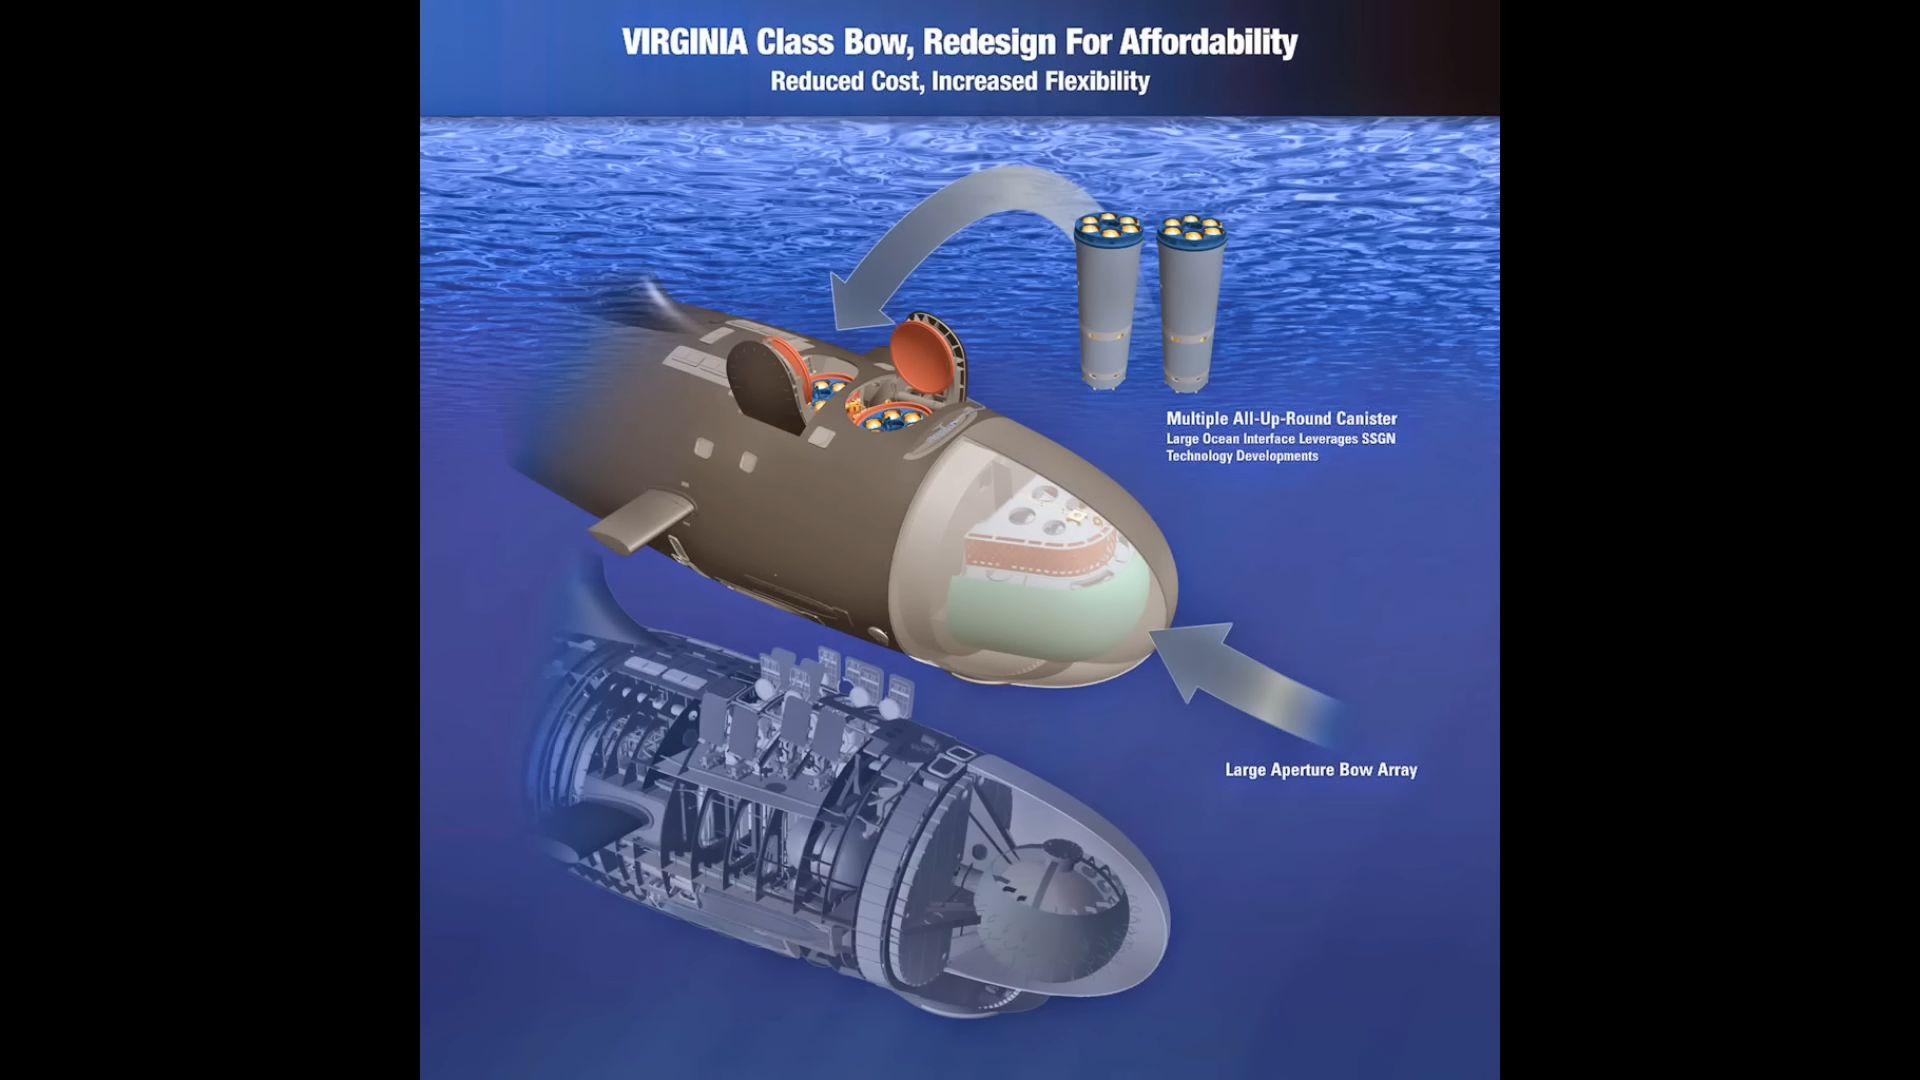 VIRGINIA Class Bow, Redesign For Affordability
Reduced Cost, Increased Flexibility
Multiple All-Up-Round Canister
Large Ocean Interface Leverages SSGN
Technology Developments
Large Aperture Bow Array